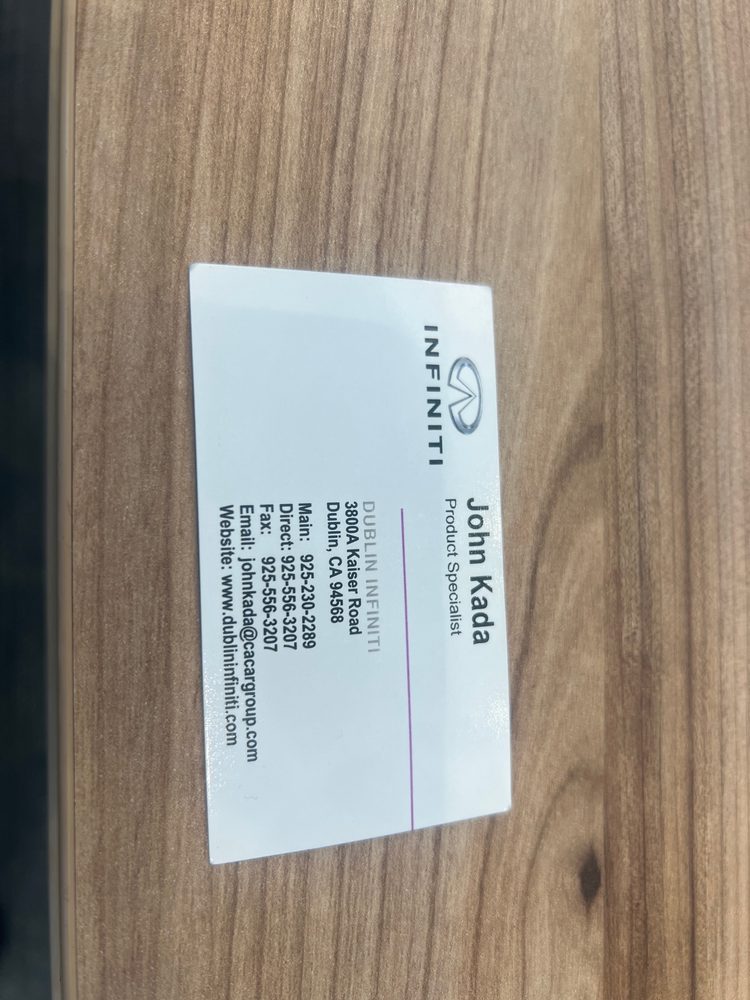 INFINITI
John Kada
Product Specialist
DUBLIN INFINITI
3800A Kaiser Road
Dublin, CA 94568
Main: 925-230-2289
Direct: 925-556-3207
Fax: 925-556-3207
Email: johnkada@cacargroup.com
Website: www.dublininfiniti.com